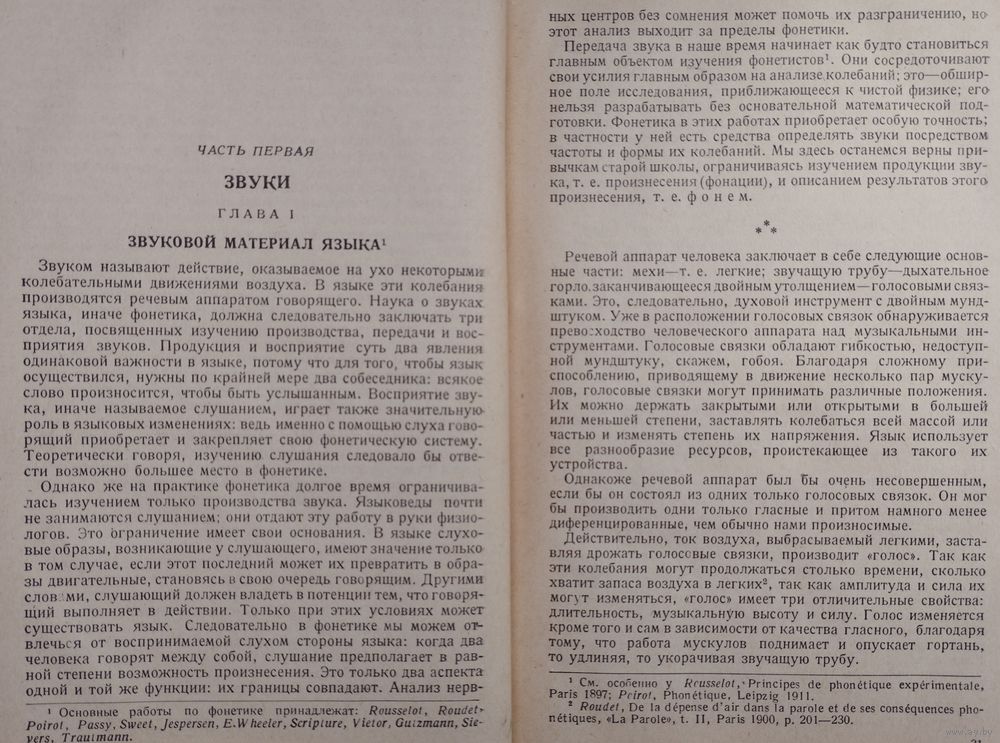 ЧАСТЬ ПЕРВАЯ
ЗВУКИ
ГЛАВА I
ЗВУКОВОЙ МАТЕРИАЛ ЯЗЫКА¹
Звуком называют действие, оказываемое на ухо некоторыми
колебательными движениями воздуха. В языке эти колебания
производятся речевым аппаратом говорящего. Наука о звуках
языка, иначе фонетика, должна следовательно заключать три
отдела, посвященных изучению производства, передачи и вос-
приятия звуков. Продукция и восприятие суть два явления
одинаковой важности в языке, потому что для того, чтобы язык
осуществился, нужны по крайней мере два собеседника: всякое
слово произносится, чтобы быть услышанным. Восприятие зву-
ка, иначе называемое слушанием, играет также значительную
роль в языковых изменениях: ведь именно с помощью слуха гово-
рящий приобретает и закрепляет свою фонетическую систему.
Теоретически говоря, изучению слушания следовало бы отве-
сти возможно большее место в фонетике.
Однако же на практике фонетика долгое время ограничива-
лась изучением только производства звука. Языковеды почти
не занимаются слушанием; они отдают эту работу в руки физио-
логов. Это ограничение имеет свои основания. В языке слухо-
вые образы, возникающие у слушающего, имеют значение только
в том случае, если этот последний может их превратить в обра-
зы двигательные, становясь в свою очередь говорящим. Другими
словами, слушающий должен владеть в потенции тем, что говоря-
щий выполняет в действии. Только при этих условиях может
существовать язык. Следовательно в фонетике мы можем от-
влечься от воспринимаемой слухом стороны языка: когда два
человека говорят между собой, слушание предполагает в рав-
ной степени возможность произнесения. Это только два аспекта
одной и той же функции: их границы совпадают. Анализ нерв-
¹ Основные работы по фонетике принадлежат: Rousselot, Roudet,
Poirot, Passy, Sweet, Jespersen, E. Wheeler, Scripture, Vietor, Gutzmann, Sie-
vers, Trautmann.
ных центров без сомнения может помочь их разграничению, но
этот анализ выходит за пределы фонетики.
Передача звука в наше время начинает как будто становиться
главным объектом изучения фонетистов¹. Они сосредоточивают
свои усилия главным образом на анализе колебаний; это—обшир-
ное поле исследования, приближающееся к чистой физике; его
нельзя разрабатывать без основательной математической под-
готовки. Фонетика в этих работах приобретает особую точность;
в частности у ней есть средства определять звуки посредством
частоты и формы их колебаний. Мы здесь останемся верны при-
вычкам старой школы, ограничиваясь изучением продукции зву-
ка, т. е. произнесения (фонации), и описанием результатов этого
произнесения, т. е. фонем.
* * *
Речевой аппарат человека заключает в себе следующие основ-
ные части: мехи—т. е. легкие; звучащую трубу—дыхательное
горло, заканчивающееся двойным утолщением—голосовыми связ-
ками. Это, следовательно, духовой инструмент с двойным мунд-
штуком. Уже в расположении голосовых связок обнаруживается
превосходство человеческого аппарата над музыкальными ин-
струментами. Голосовые связки обладают гибкостью, недоступ-
ной мундштуку, скажем, гобоя. Благодаря сложному при-
способлению, приводящему в движение несколько пар муску-
лов, голосовые связки могут принимать различные положения.
Их можно держать закрытыми или открытыми в большей
или меньшей степени, заставлять колебаться всей массой или
частью и изменять степень их напряжения. Язык использует
все разнообразие ресурсов, проистекающее из такого их
устройства.
Однакоже речевой аппарат был бы очень несовершенным,
если бы он состоял из одних только голосовых связок. Он мог
бы производить одни только гласные и притом намного менее
диференцированные, чем обычно нами произносимые.
Действительно, ток воздуха, выбрасываемый легкими, заста-
вляя дрожать голосовые связки, производит «голос». Так как
эти колебания могут продолжаться столько времени, сколько
хватит запаса воздуха в легких², так как амплитуда и сила их
могут изменяться, «голос» имеет три отличительные свойства:
длительность, музыкальную высоту и силу. Голос изменяется
кроме того и сам в зависимости от качества гласного, благодаря
тому, что работа мускулов поднимает и опускает гортань,
то удлиняя, то укорачивая звучащую трубу.
¹ См. особенно у Rousselot, Principes de phonétique expérimentale,
Paris 1897; Poirot, Phonétique, Leipzig 1911.
² Roudet, De la dépense d'air dans la parole et de ses conséquences pho-
nétiques, «La Parole», t. II, Paris 1900, p. 201—230.